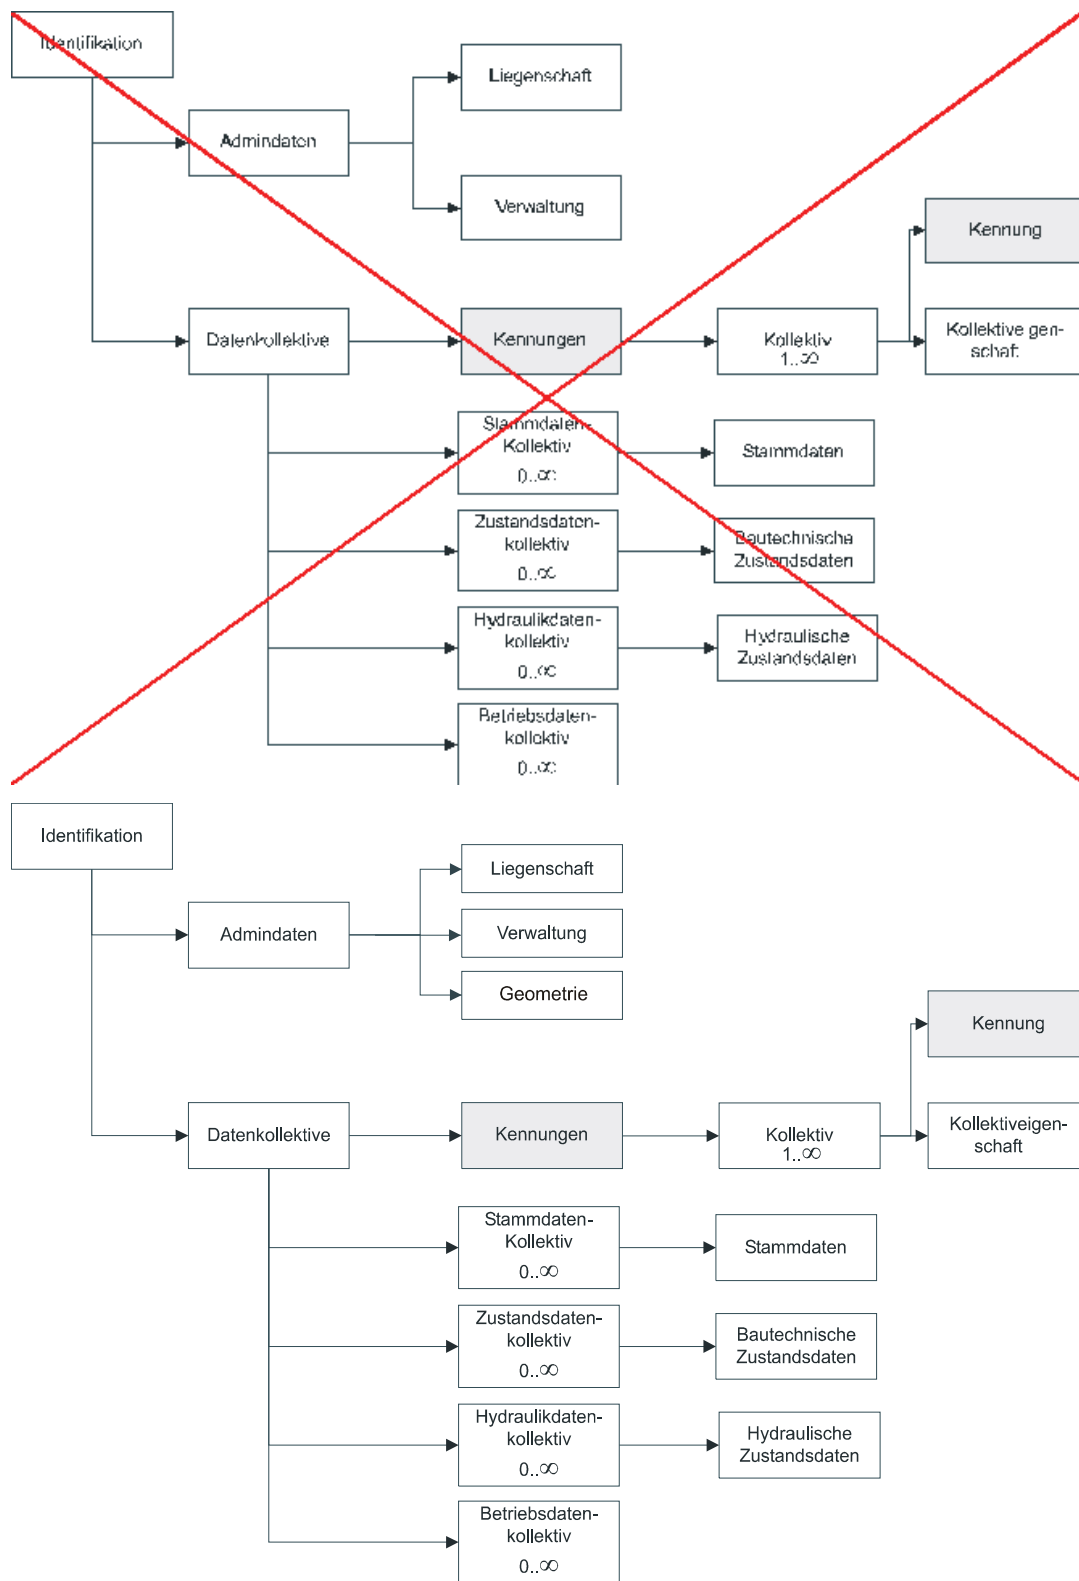 Identifikation
Liegenschaft
Admindaten
Verwaltung
Kennung
Datenkollektive
Kennungen
Kollektiv
1..∞
Kollektive gen-
schaft
Stammdaten-
Kollektiv
0..∞
Stammdaten
Zustandsdaten-
kollektiv
0..∞
Bautechnische
Zustandsdaten
Hydraulikdaten-
kollektiv
0..∞
Hydraulische
Zustandsdaten
Betriebsdaten-
kollektiv
0..∞
Identifikation
Liegenschaft
Admindaten
Verwaltung
Geometrie
Kennung
Datenkollektive
Kennungen
Kollektiv
1..∞
Kollektiveigen-
schaft
Stammdaten-
Kollektiv
0..∞
Stammdaten
Zustandsdaten-
kollektiv
0..∞
Bautechnische
Zustandsdaten
Hydraulikdaten-
kollektiv
0..∞
Hydraulische
Zustandsdaten
Betriebsdaten-
kollektiv
0..∞